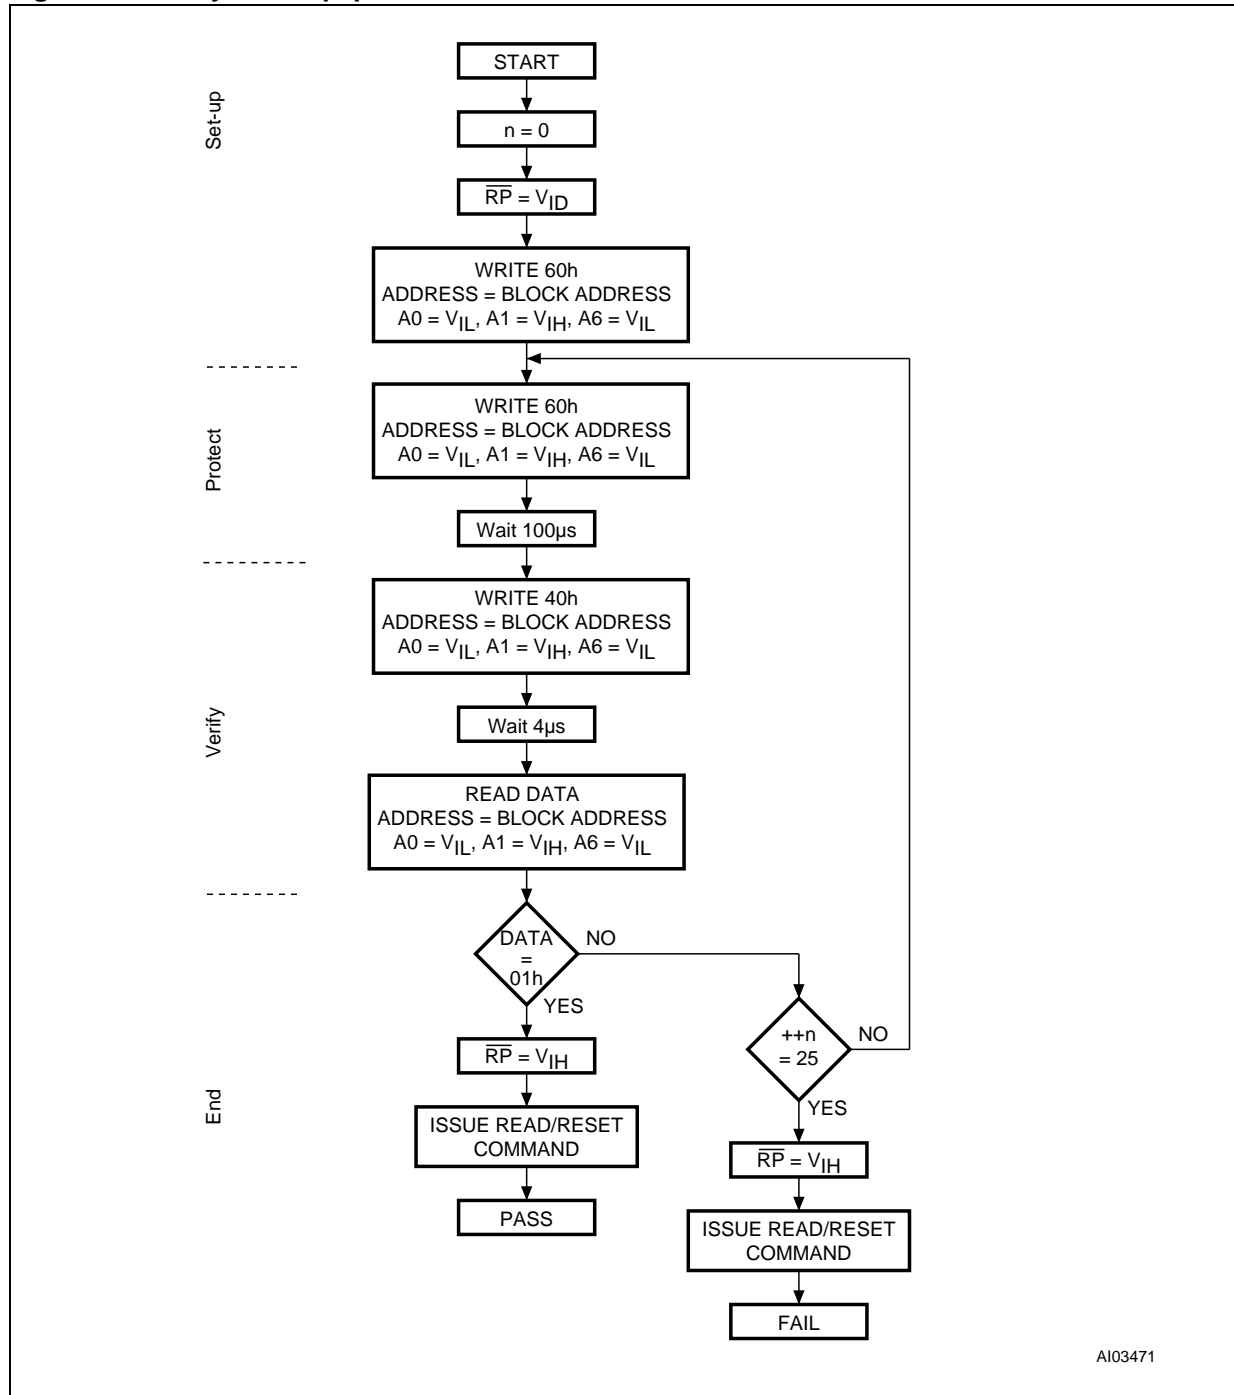 START
Set-up
n = 0
R̅P̅ = VID
WRITE 60h
ADDRESS = BLOCK ADDRESS
A0 = VIL, A1 = VIH, A6 = VIL
Protect
WRITE 60h
ADDRESS = BLOCK ADDRESS
A0 = VIL, A1 = VIH, A6 = VIL
Wait 100µs
WRITE 40h
ADDRESS = BLOCK ADDRESS
A0 = VIL, A1 = VIH, A6 = VIL
Verify
Wait 4µs
READ DATA
ADDRESS = BLOCK ADDRESS
A0 = VIL, A1 = VIH, A6 = VIL
DATA
=
01h
NO
YES
++n
= 25
NO
YES
End
R̅P̅ = VIH
ISSUE READ/RESET
COMMAND
PASS
R̅P̅ = VIH
ISSUE READ/RESET
COMMAND
FAIL
AI03471